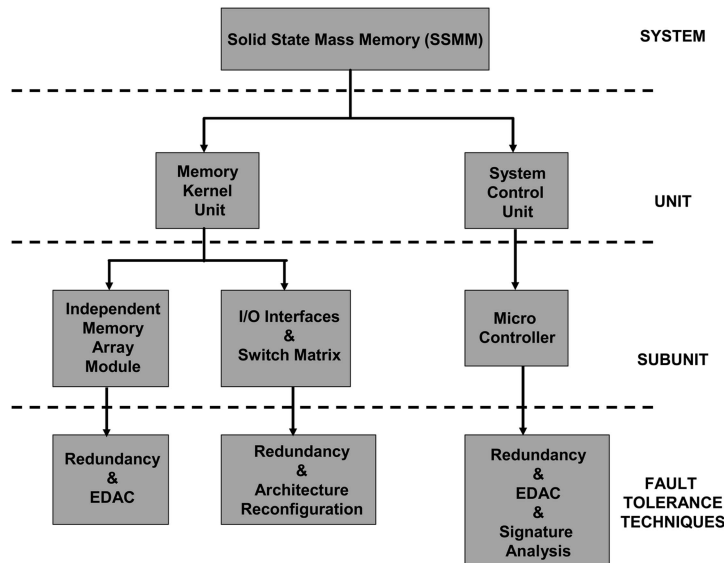 Solid State Mass Memory (SSMM)
SYSTEM
Memory
Kernel
Unit
System
Control
Unit
UNIT
Independent
Memory
Array
Module
I/O Interfaces
&
Switch Matrix
Micro
Controller
SUBUNIT
Redundancy
&
EDAC
Redundancy
&
Architecture
Reconfiguration
Redundancy
&
EDAC
&
Signature
Analysis
FAULT
TOLERANCE
TECHNIQUES